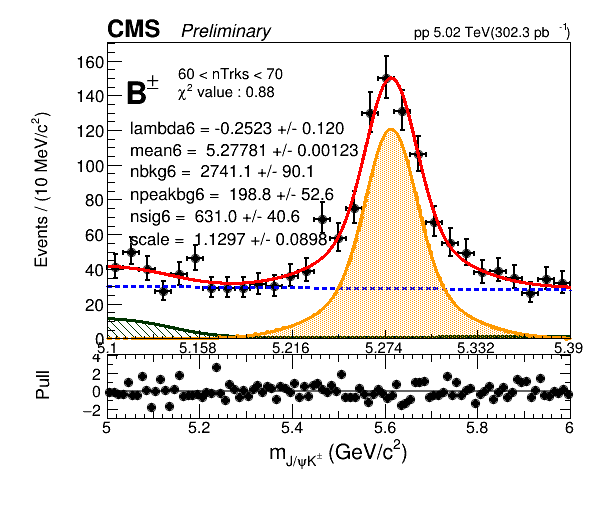 CMS Preliminary pp 5.02 TeV(302.3 pb⁻¹)
160
140
120
100
80
60
40
20
0
Events / (10 MeV/c²)
B± 60 < nTrks < 70
χ² value : 0.88
lambda6 = -0.2523 +/- 0.120
mean6 = 5.27781 +/- 0.00123
nbkg6 = 2741.1 +/- 90.1
npeakbg6 = 198.8 +/- 52.6
nsig6 = 631.0 +/- 40.6
scale = 1.1297 +/- 0.0898
5.1 5.158 5.216 5.274 5.332 5.39
Pull
4
2
0
−2
5 5.2 5.4 5.6 5.8 6
m_{J/ψK±} (GeV/c²)